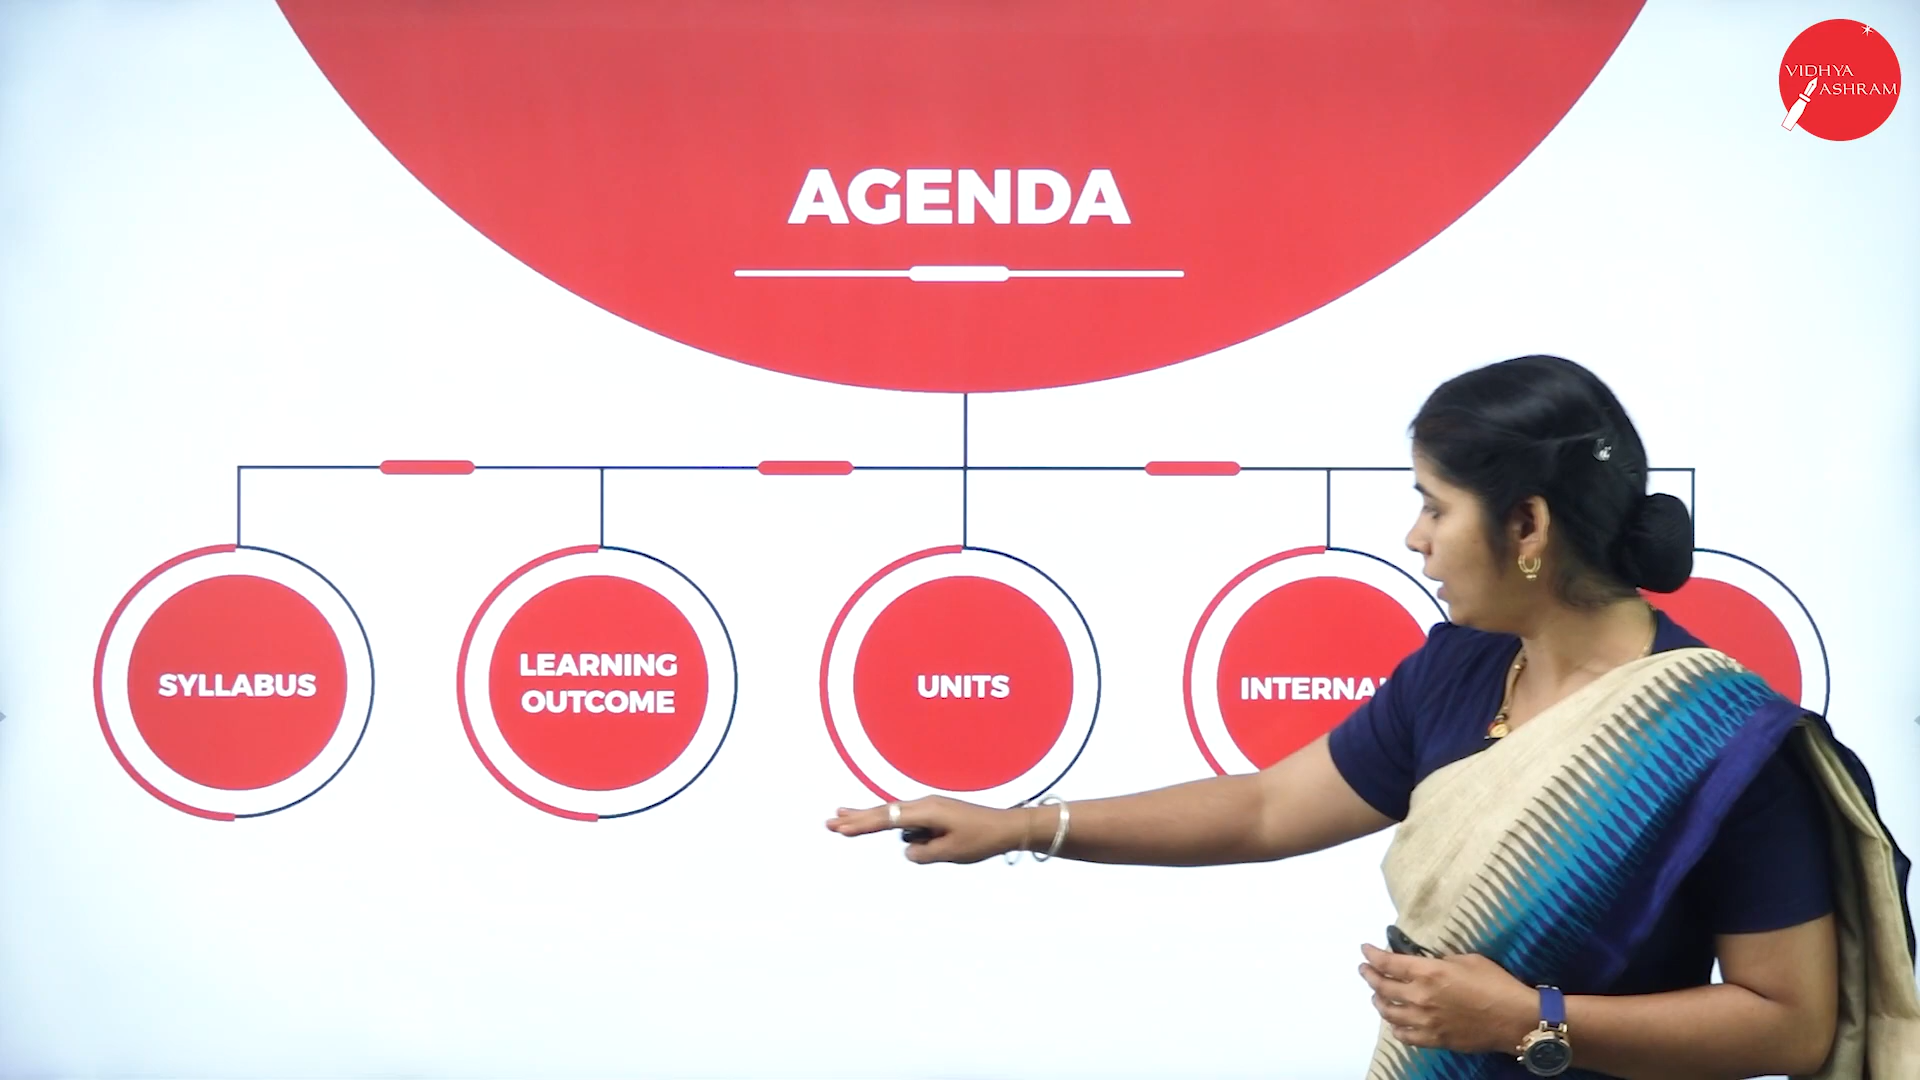 VIDHYA
ASHRAM
AGENDA
SYLLABUS
LEARNING
OUTCOME
UNITS